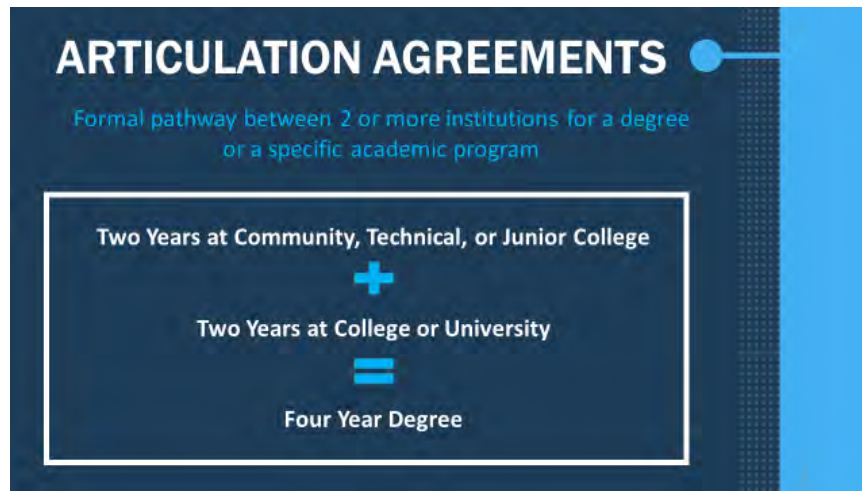 ARTICULATION AGREEMENTS
Formal pathway between 2 or more institutions for a degree
or a specific academic program
Two Years at Community, Technical, or Junior College
+
Two Years at College or University
=
Four Year Degree